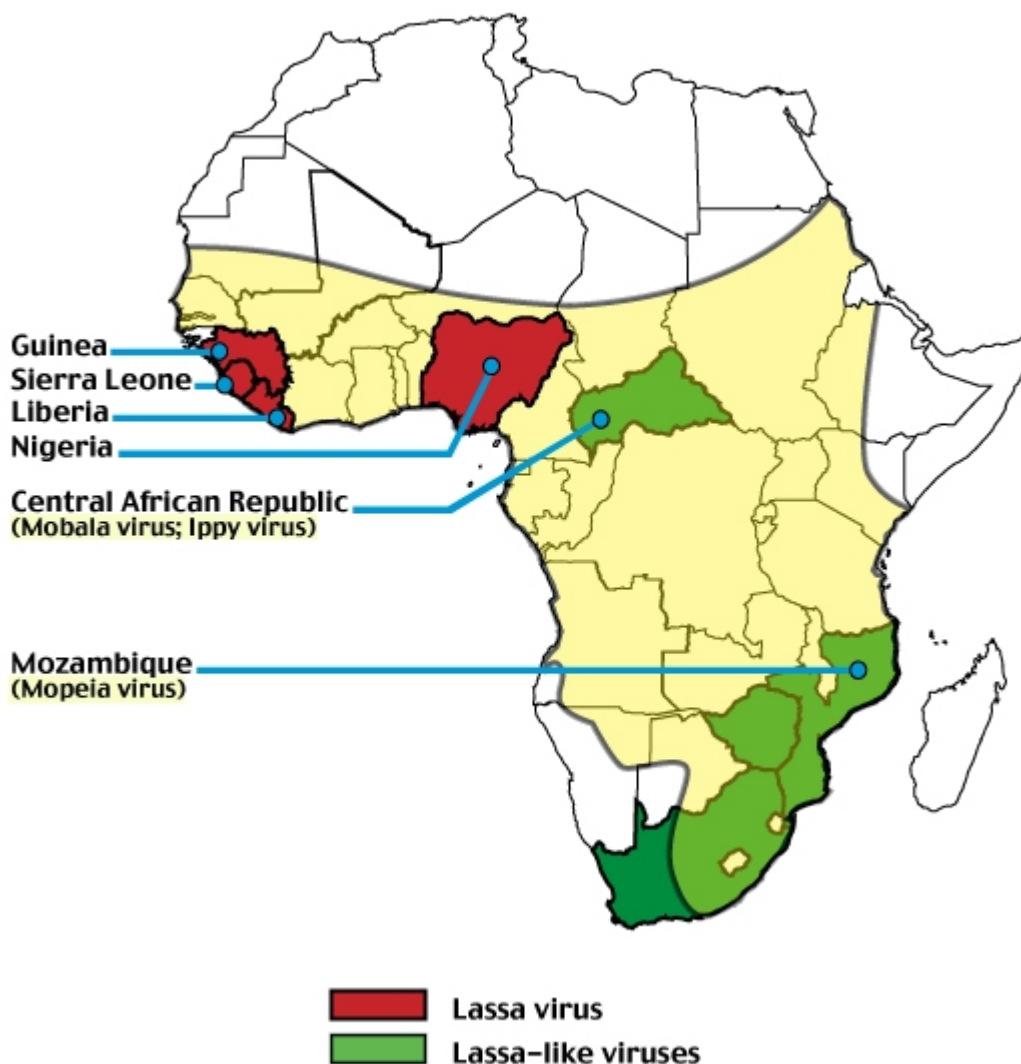 Guinea
Sierra Leone
Liberia
Nigeria
Central African Republic
(Mobala virus; Ippy virus)
Mozambique
(Mopeia virus)
Lassa virus
Lassa-like viruses